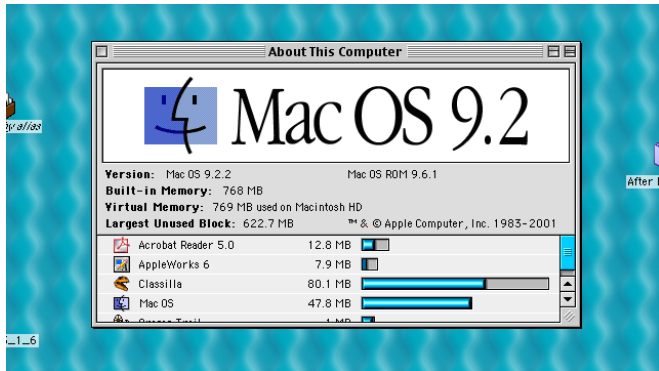 About This Computer
Mac OS 9.2
Version: Mac OS 9.2.2 Mac OS ROM 9.6.1
Built-in Memory: 768 MB
Virtual Memory: 769 MB used on Macintosh HD
Largest Unused Block: 622.7 MB ™ & © Apple Computer, Inc. 1983-2001
Acrobat Reader 5.0 12.8 MB
AppleWorks 6 7.9 MB
Classilla 80.1 MB
Mac OS 47.8 MB
alias
After
_1_6